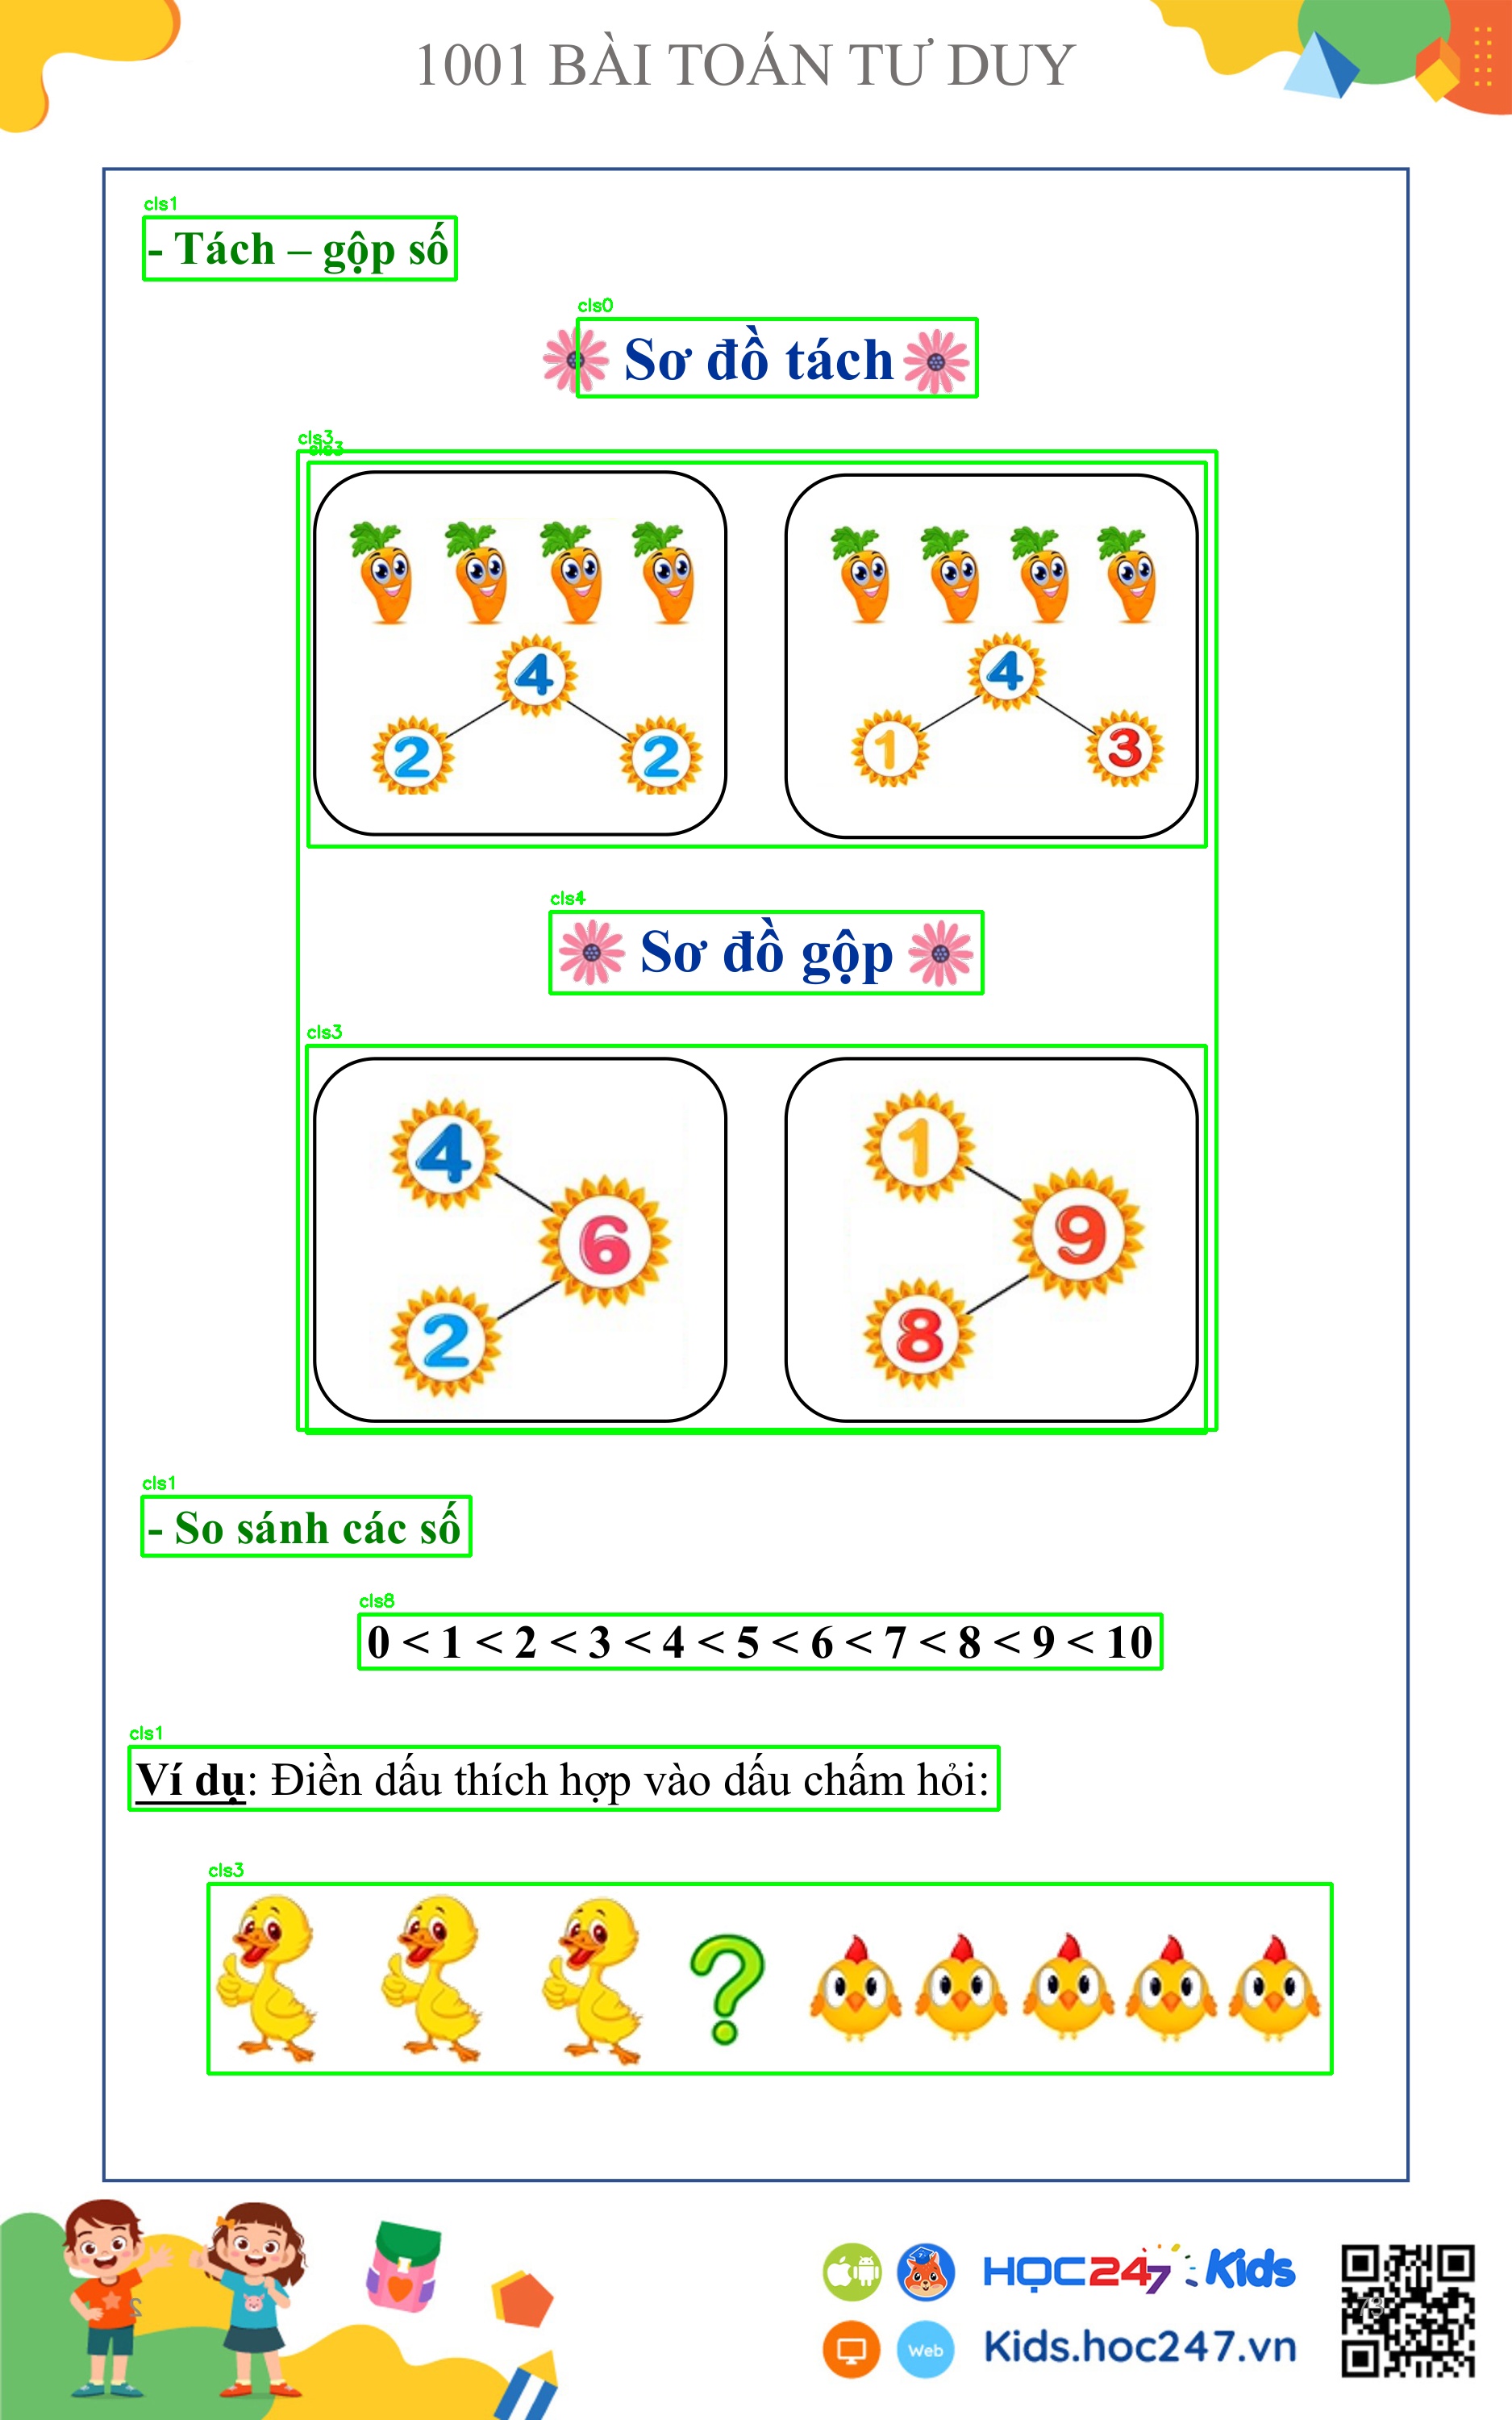 1001 BÀI TOÁN TƯ DUY
cls1
- Tách – gộp số
cls0
Sơ đồ tách
cls3
cls3
4
4
2
2
1
3
cls4
Sơ đồ gộp
cls3
4
1
6
9
2
8
cls1
- So sánh các số
cls8
0 < 1 < 2 < 3 < 4 < 5 < 6 < 7 < 8 < 9 < 10
cls1
Ví dụ: Điền dấu thích hợp vào dấu chấm hỏi:
cls3
?
HỌC247 Kids
Web
Kids.hoc247.vn
73
2